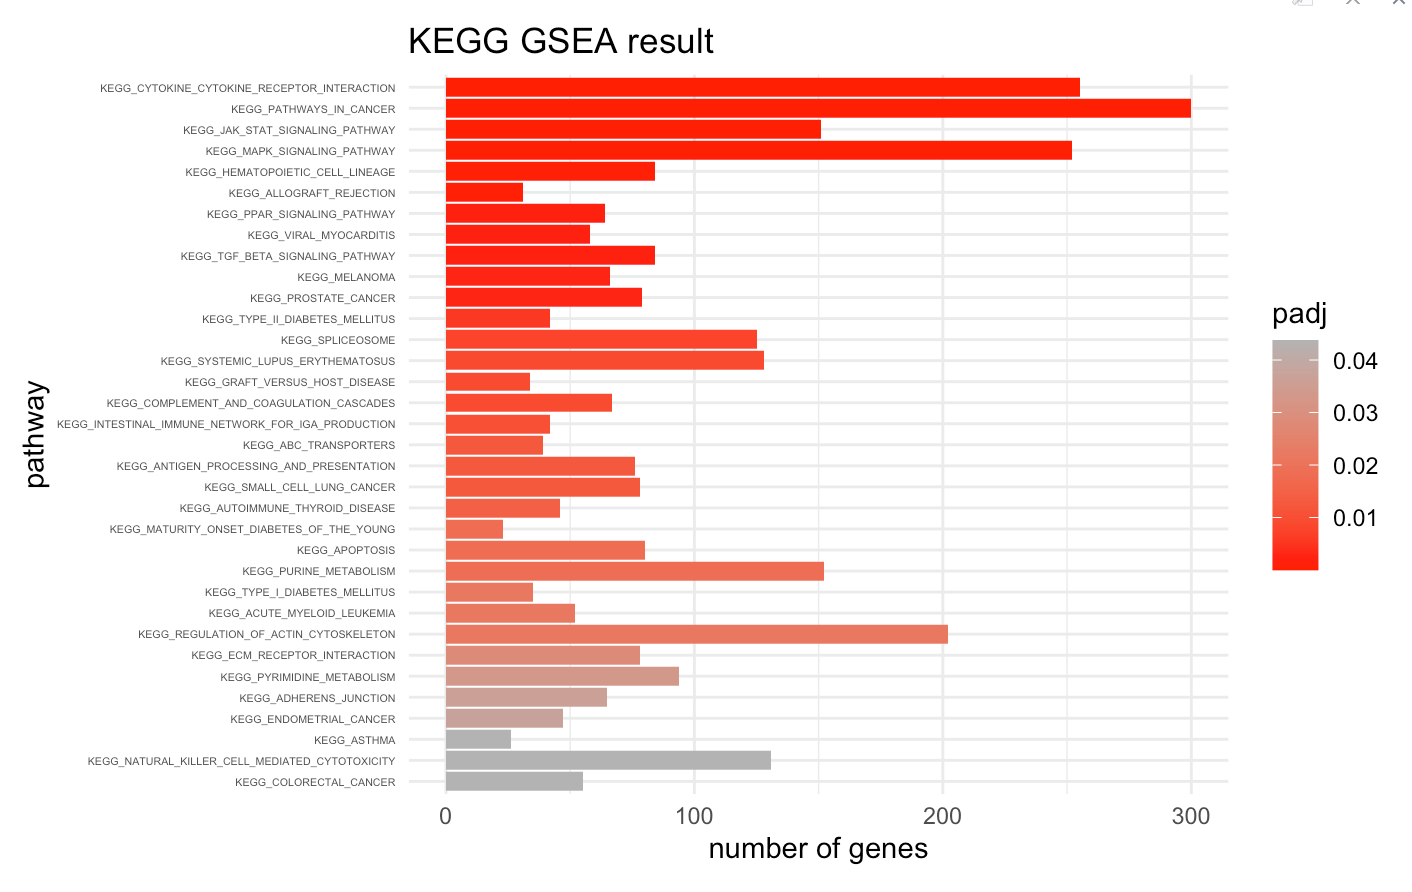 KEGG GSEA result
KEGG_CYTOKINE_CYTOKINE_RECEPTOR_INTERACTION
KEGG_PATHWAYS_IN_CANCER
KEGG_JAK_STAT_SIGNALING_PATHWAY
KEGG_MAPK_SIGNALING_PATHWAY
KEGG_HEMATOPOIETIC_CELL_LINEAGE
KEGG_ALLOGRAFT_REJECTION
KEGG_PPAR_SIGNALING_PATHWAY
KEGG_VIRAL_MYOCARDITIS
KEGG_TGF_BETA_SIGNALING_PATHWAY
KEGG_MELANOMA
KEGG_PROSTATE_CANCER
KEGG_TYPE_II_DIABETES_MELLITUS
KEGG_SPLICEOSOME
KEGG_SYSTEMIC_LUPUS_ERYTHEMATOSUS
KEGG_GRAFT_VERSUS_HOST_DISEASE
KEGG_COMPLEMENT_AND_COAGULATION_CASCADES
KEGG_INTESTINAL_IMMUNE_NETWORK_FOR_IGA_PRODUCTION
KEGG_ABC_TRANSPORTERS
KEGG_ANTIGEN_PROCESSING_AND_PRESENTATION
KEGG_SMALL_CELL_LUNG_CANCER
KEGG_AUTOIMMUNE_THYROID_DISEASE
KEGG_MATURITY_ONSET_DIABETES_OF_THE_YOUNG
KEGG_APOPTOSIS
KEGG_PURINE_METABOLISM
KEGG_TYPE_I_DIABETES_MELLITUS
KEGG_ACUTE_MYELOID_LEUKEMIA
KEGG_REGULATION_OF_ACTIN_CYTOSKELETON
KEGG_ECM_RECEPTOR_INTERACTION
KEGG_PYRIMIDINE_METABOLISM
KEGG_ADHERENS_JUNCTION
KEGG_ENDOMETRIAL_CANCER
KEGG_ASTHMA
KEGG_NATURAL_KILLER_CELL_MEDIATED_CYTOTOXICITY
KEGG_COLORECTAL_CANCER
pathway
0 100 200 300
number of genes
padj
0.04
0.03
0.02
0.01